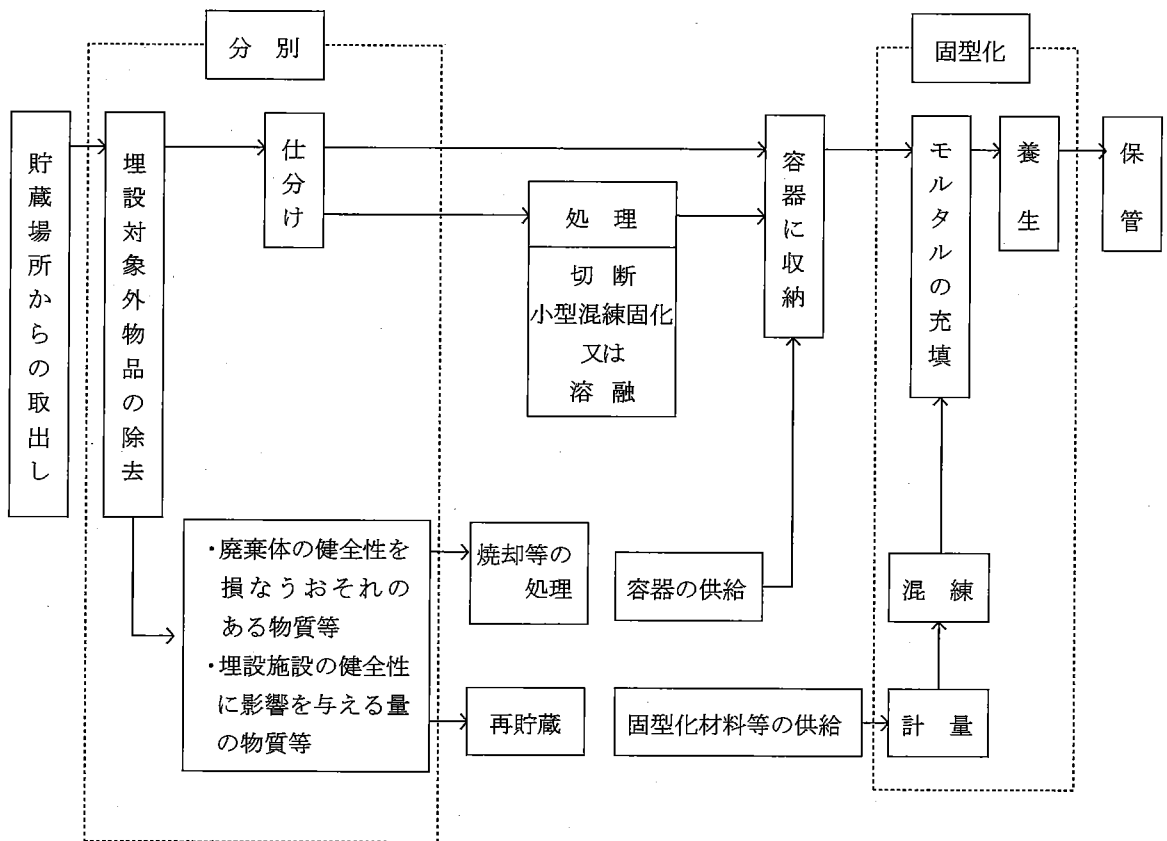 分別
固型化
貯蔵場所からの取出し
埋設対象外物品の除去
仕分け
処理
切断
小型混練固化
又は
溶融
容器に収納
モルタルの充填
養生
保管
・廃棄体の健全性を
損なうおそれの
ある物質等
・埋設施設の健全性
に影響を与える量
の物質等
焼却等の
処理
再貯蔵
容器の供給
固型化材料等の供給
混練
計量